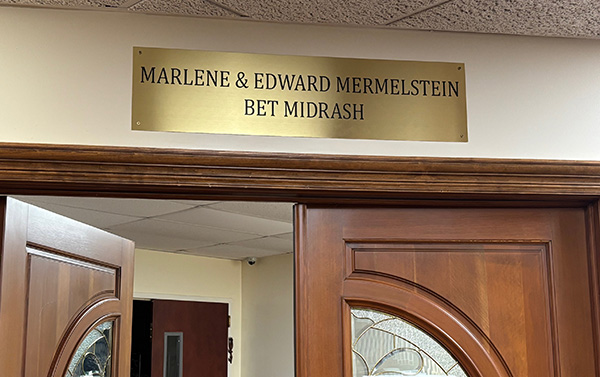 MARLENE & EDWARD MERMELSTEIN
BET MIDRASH